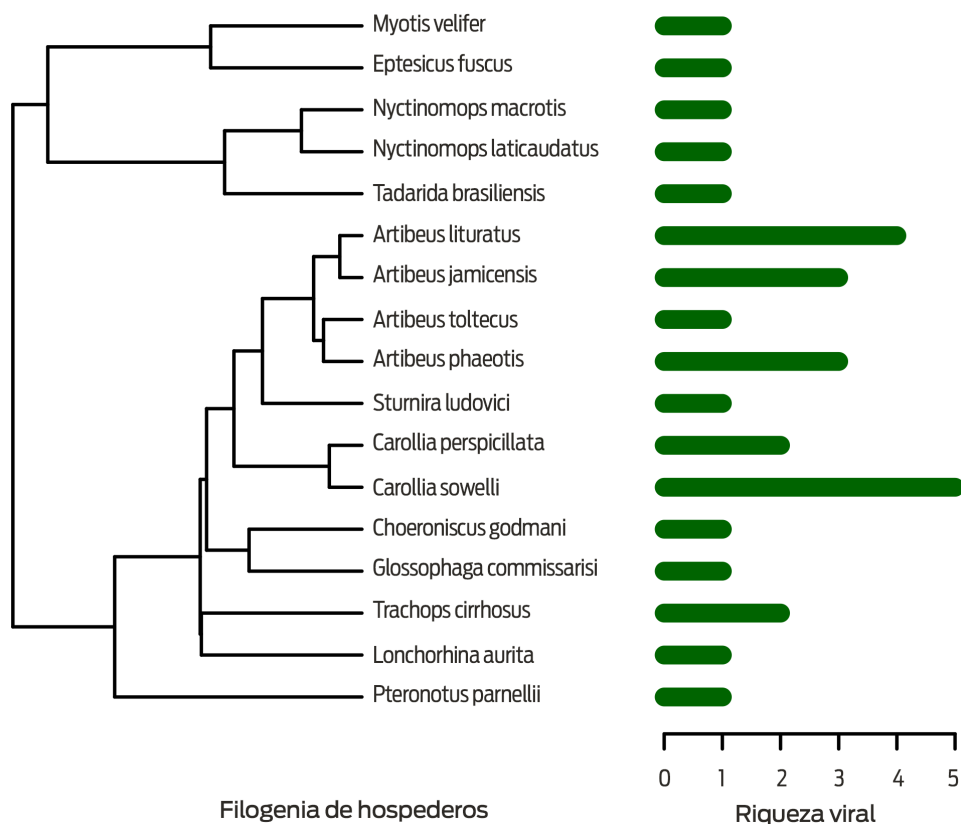 Myotis velifer
Eptesicus fuscus
Nyctinomops macrotis
Nyctinomops laticaudatus
Tadarida brasiliensis
Artibeus lituratus
Artibeus jamicensis
Artibeus toltecus
Artibeus phaeotis
Sturnira ludovici
Carollia perspicillata
Carollia sowelli
Choeroniscus godmani
Glossophaga commissarisi
Trachops cirrhosus
Lonchorhina aurita
Pteronotus parnellii
0 1 2 3 4 5
Filogenia de hospederos
Riqueza viral